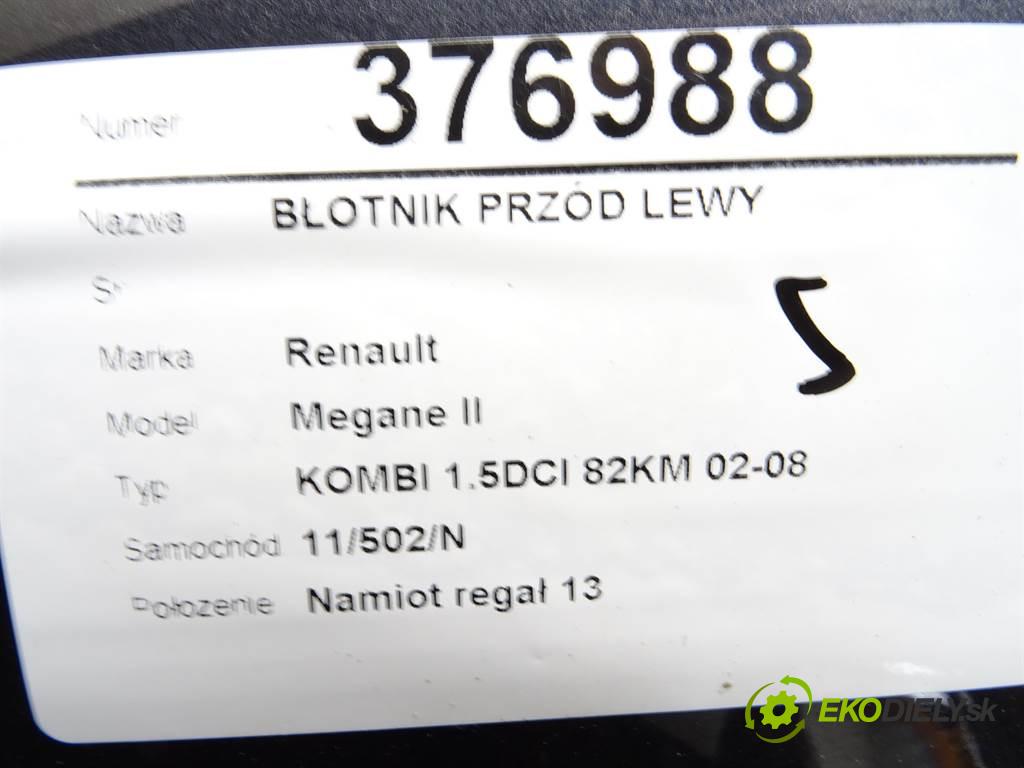 Numer 376988
Nazwa BŁOTNIK PRZÓD LEWY
Marka Renault
Model Megane II
Typ KOMBI 1.5DCI 82KM 02-08
Samochód 11/502/N
Położenie Namiot regał 13
EKODIELY.sk